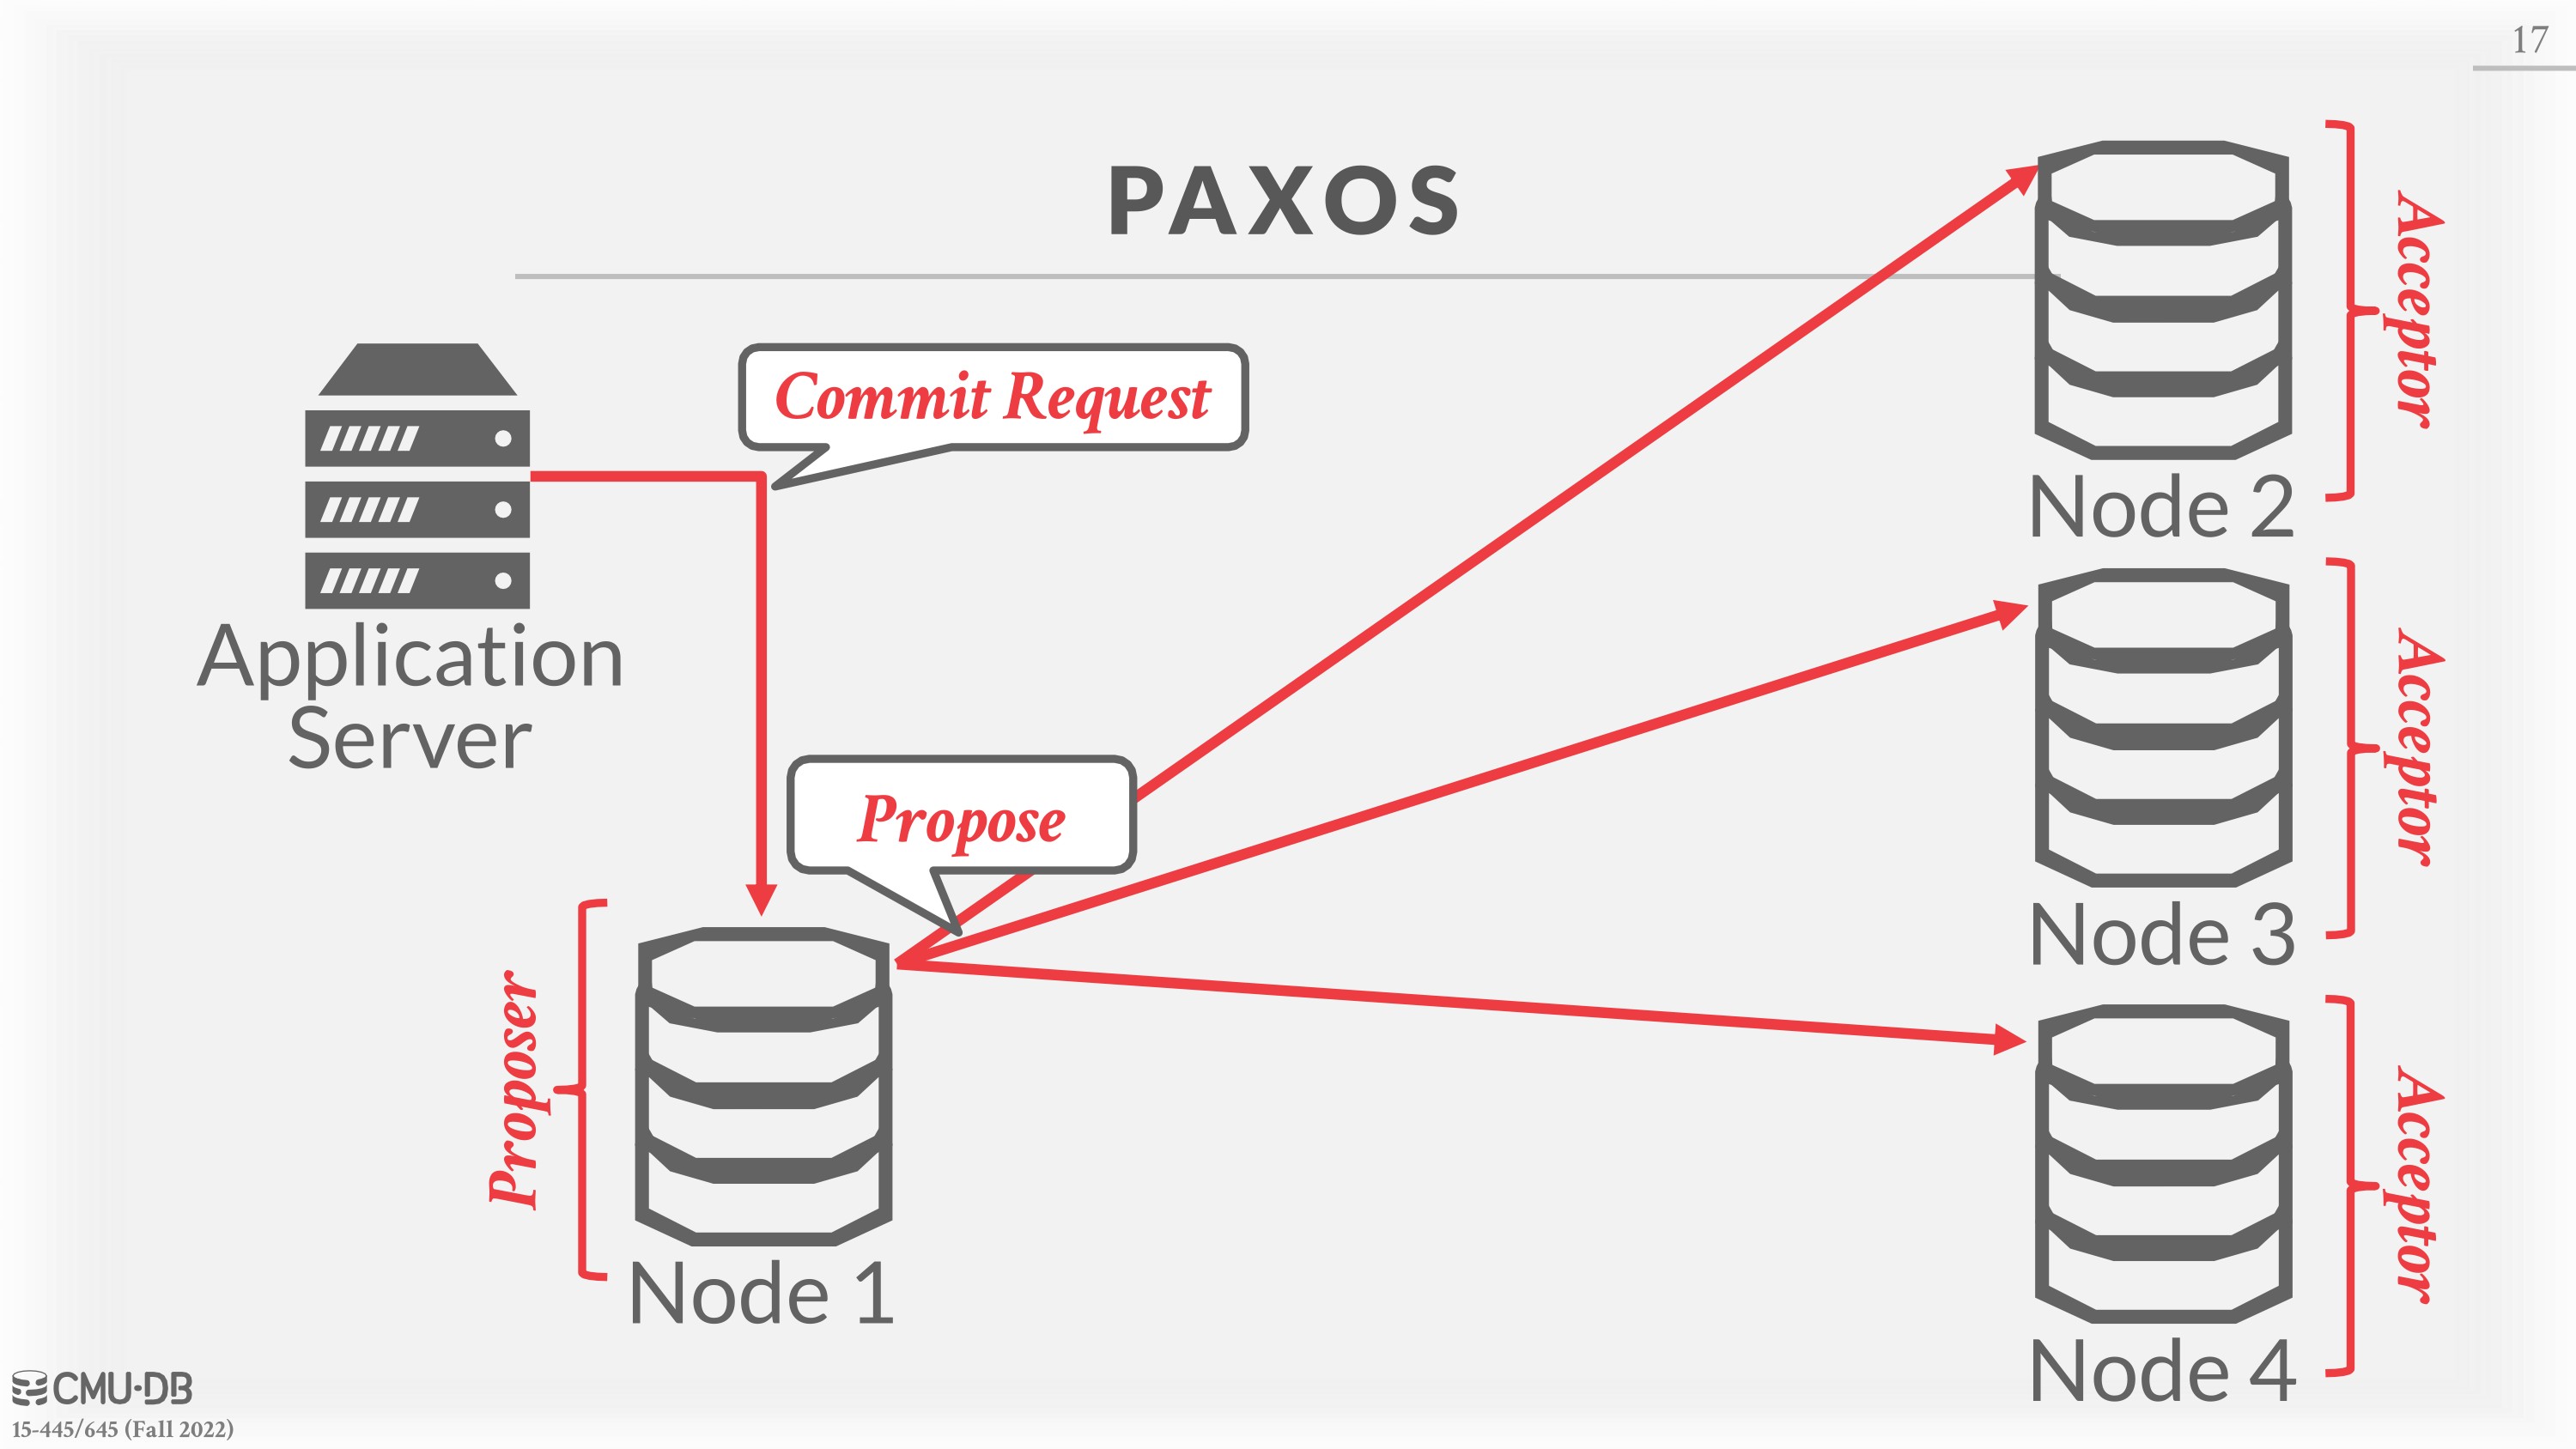 17
PAXOS
Commit Request
Application
Server
Propose
Proposer
Node 1
Acceptor
Node 2
Acceptor
Node 3
Acceptor
Node 4
CMU·DB
15-445/645 (Fall 2022)